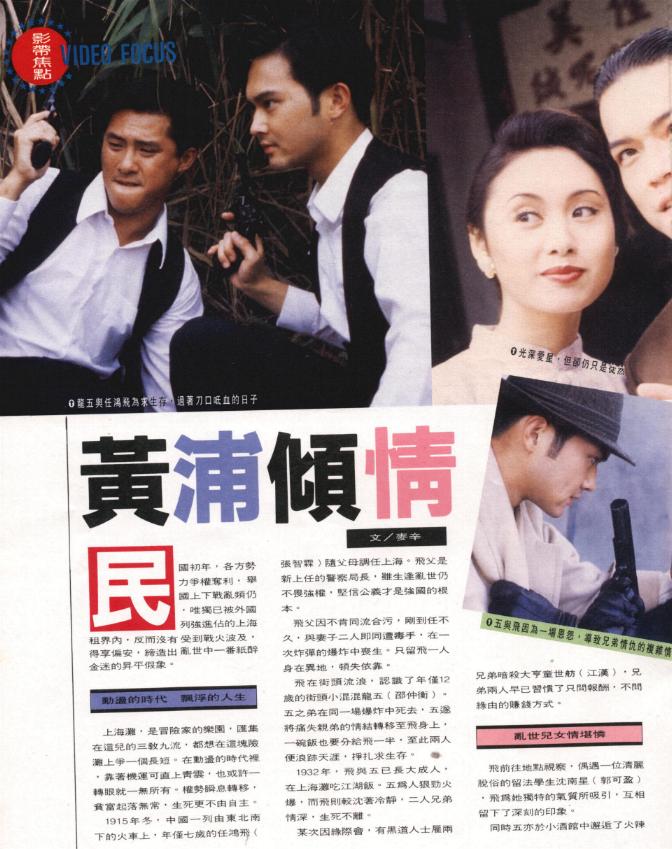 影帶焦點
VIDEO FOCUS
龍五與任鴻飛為求生存，過著刀口呧血的日子
光深愛星，但卻仍只是徒然
黃浦傾情
文／麥辛
五與飛因為一場恩怨，導致兄弟情仇的複雜情
民
國初年，各方勢
力爭權奪利，舉
國上下戰亂頻仍
，唯獨已被外國
列強進佔的上海
租界內，反而沒有受到戰火波及，
得享偏安，締造出亂世中一番紙醉
金迷的昇平假象。
動盪的時代　飄浮的人生
上海灘，是冒險家的樂園，匯集
在這兒的三教九流，都想在這塊險
灘上爭一個長短。在動盪的時代裡
，靠著機運可直上青雲，也或許一
轉眼就一無所有。權勢瞬息轉移，
貧富起落無常，生死更不由自主。
1915年冬，中國一列由東北南
下的火車上，年僅七歲的任鴻飛（
張智霖）隨父母調任上海。飛父是
新上任的警察局長，雖生逢亂世仍
不畏強權，堅信公義才是強國的根
本。
飛父因不肯同流合污，剛到任不
久，與妻子二人即同遭毒手，在一
次炸彈的爆炸中喪生。只留飛一人
身在異地，頓失依靠。
飛在街頭流浪，認識了年僅12
歲的街頭小混混龍五（邵仲衡）。
五之弟在同一場爆炸中死去，五遂
將痛失親弟的情結轉移至飛身上，
一碗飯也要分給飛一半，至此兩人
便浪跡天涯，掙扎求生存。
1932年，飛與五已長大成人，
在上海灘吃江湖飯。五為人狠勁火
爆，而飛則較沈著冷靜，二人兄弟
情深，生死不離。
某次因緣際會，有黑道人士雇兩
兄弟暗殺大亨童世舫（江漢），兄
弟兩人早已習慣了只問報酬，不問
緣由的賺錢方式。
亂世兒女情堪憐
飛前往地點視察，偶遇一位清麗
脫俗的留法學生沈南星（郭可盈）
，飛為她獨特的氣質所吸引，互相
留下了深刻的印象。
同時五亦於小酒館中邂逅了火辣